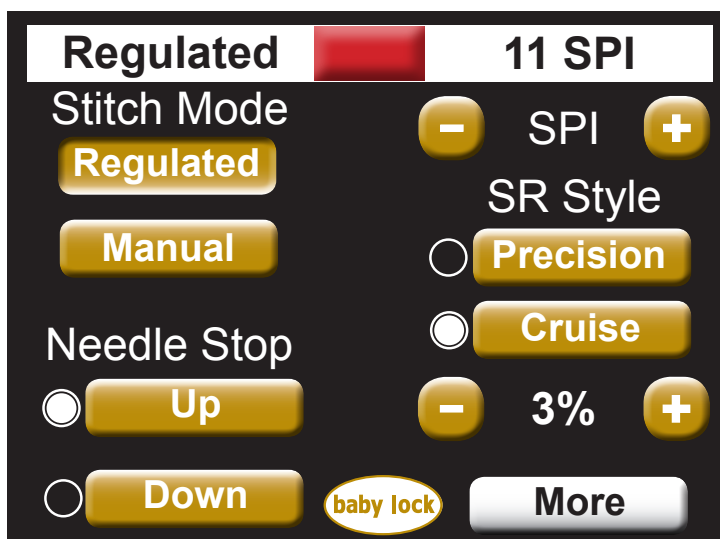 Regulated 11 SPI
Stitch Mode
Regulated
Manual
Needle Stop
Up
Down
- SPI +
SR Style
Precision
Cruise
- 3% +
baby lock
More